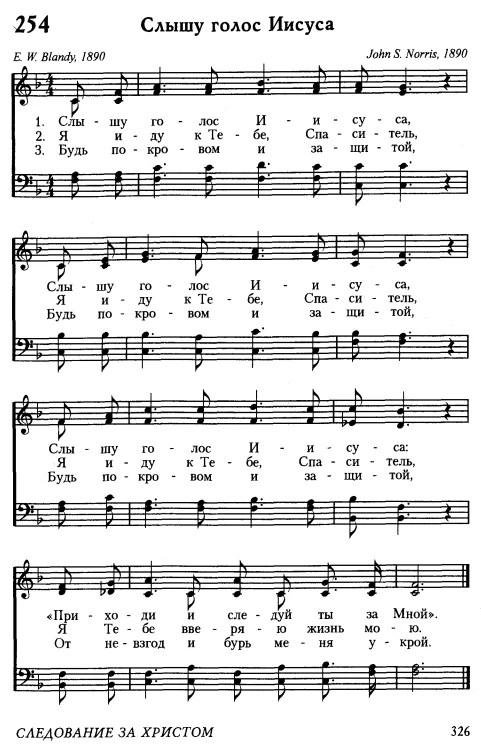 254 Слышу голос Иисуса
E. W. Blandy, 1890 John S. Norris, 1890
1. Слы - шу го - лос И - и - су - са,
2. Я и - ду к Те - бе, Спа - си - тель,
3. Будь по - кро - вом и за - щи - той,
Слы - шу го - лос И - и - су - са,
Я и - ду к Те - бе, Спа - си - тель,
Будь по - кро - вом и за - щи - той,
Слы - шу го - лос И - и - су - са:
Я и - ду к Те - бе, Спа - си - тель,
Будь по - кро - вом и за - щи - той,
«При - хо - ди и сле - дуй ты за Мной».
Я Те - бе вве - ря - ю жизнь мо - ю.
От не - взгод и бурь ме - ня у - крой.
СЛЕДОВАНИЕ ЗА ХРИСТОМ 326